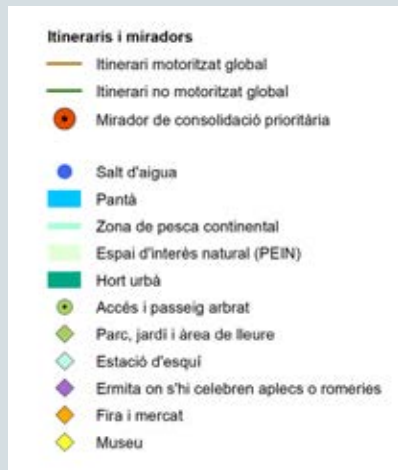 Itineraris i miradors
Itinerari motoritzat global
Itinerari no motoritzat global
Mirador de consolidació prioritària
Salt d'aigua
Pantà
Zona de pesca continental
Espai d'interès natural (PEIN)
Hort urbà
Accés i passeig arbrat
Parc, jardí i àrea de lleure
Estació d'esquí
Ermita on s'hi celebren aplecs o romeries
Fira i mercat
Museu